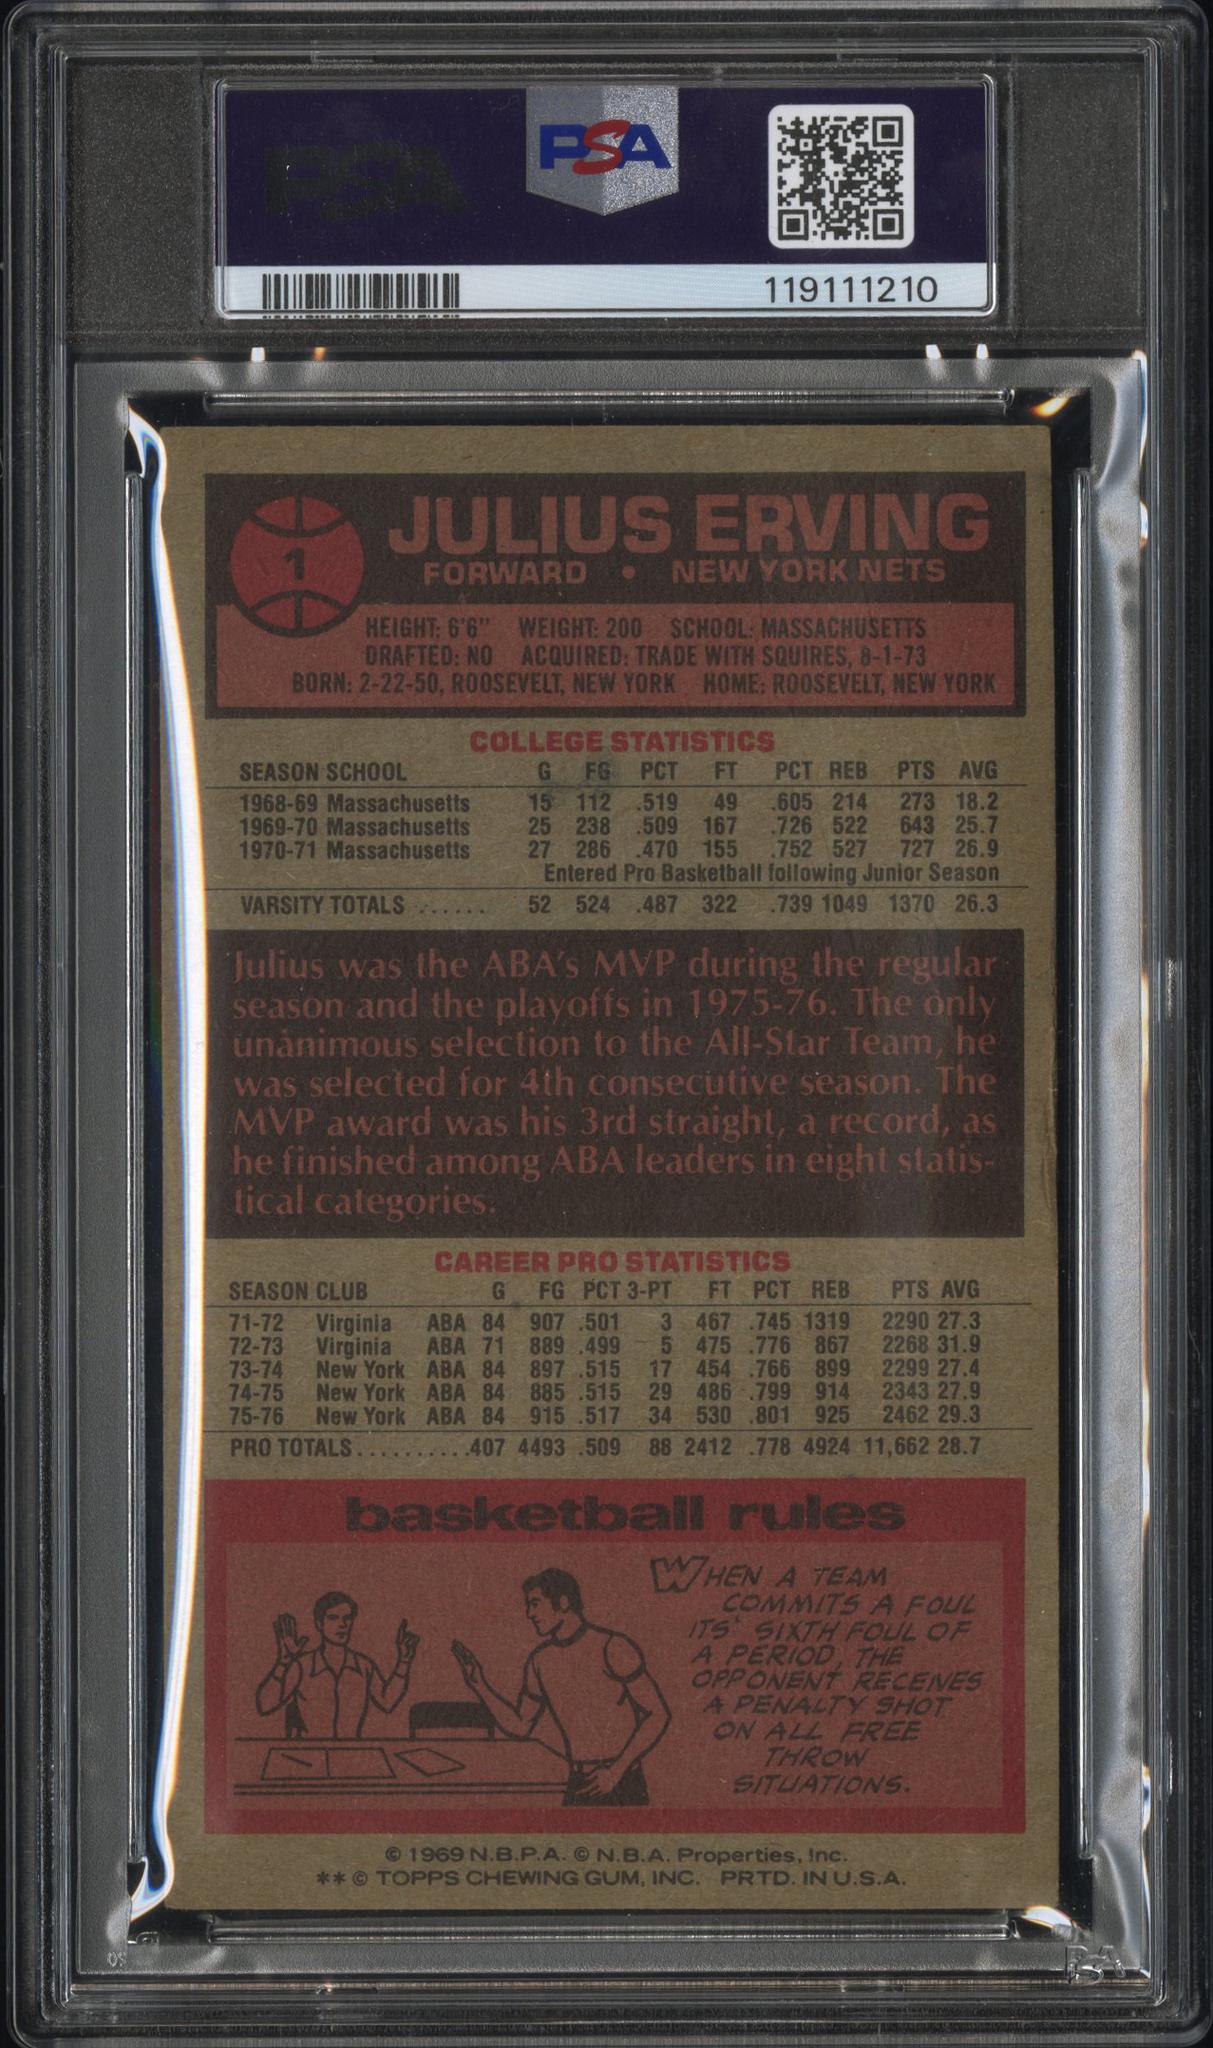 PSA
PSA
119111210
1
JULIUS ERVING
FORWARD • NEW YORK NETS
HEIGHT: 6'6" WEIGHT: 200 SCHOOL: MASSACHUSETTS
DRAFTED: NO ACQUIRED: TRADE WITH SQUIRES, 8-1-73
BORN: 2-22-50, ROOSEVELT, NEW YORK HOME: ROOSEVELT, NEW YORK
COLLEGE STATISTICS
SEASON SCHOOL G FG PCT FT PCT REB PTS AVG
1968-69 Massachusetts 15 112 .519 49 .605 214 273 18.2
1969-70 Massachusetts 25 238 .509 167 .726 522 643 25.7
1970-71 Massachusetts 27 286 .470 155 .752 527 727 26.9
Entered Pro Basketball following Junior Season
VARSITY TOTALS ...... 52 524 .487 322 .739 1049 1370 26.3
Julius was the ABA's MVP during the regular
season and the playoffs in 1975-76. The only
unanimous selection to the All-Star Team, he
was selected for 4th consecutive season. The
MVP award was his 3rd straight, a record, as
he finished among ABA leaders in eight statis-
tical categories.
CAREER PRO STATISTICS
SEASON CLUB G FG PCT 3-PT FT PCT REB PTS AVG
71-72 Virginia ABA 84 907 .501 3 467 .745 1319 2290 27.3
72-73 Virginia ABA 71 889 .499 5 475 .776 867 2268 31.9
73-74 New York ABA 84 897 .515 17 454 .766 899 2299 27.4
74-75 New York ABA 84 885 .515 29 486 .799 914 2343 27.9
75-76 New York ABA 84 915 .517 34 530 .801 925 2462 29.3
PRO TOTALS..........407 4493 .509 88 2412 .778 4924 11,662 28.7
basketball rules
WHEN A TEAM
COMMITS A FOUL
ITS' SIXTH FOUL OF
A PERIOD, THE
OPPONENT RECEIVES
A PENALTY SHOT
ON ALL FREE
THROW
SITUATIONS.
© 1969 N.B.P.A. © N.B.A. Properties, Inc.
** © TOPPS CHEWING GUM, INC. PRTD. IN U.S.A.
PSA